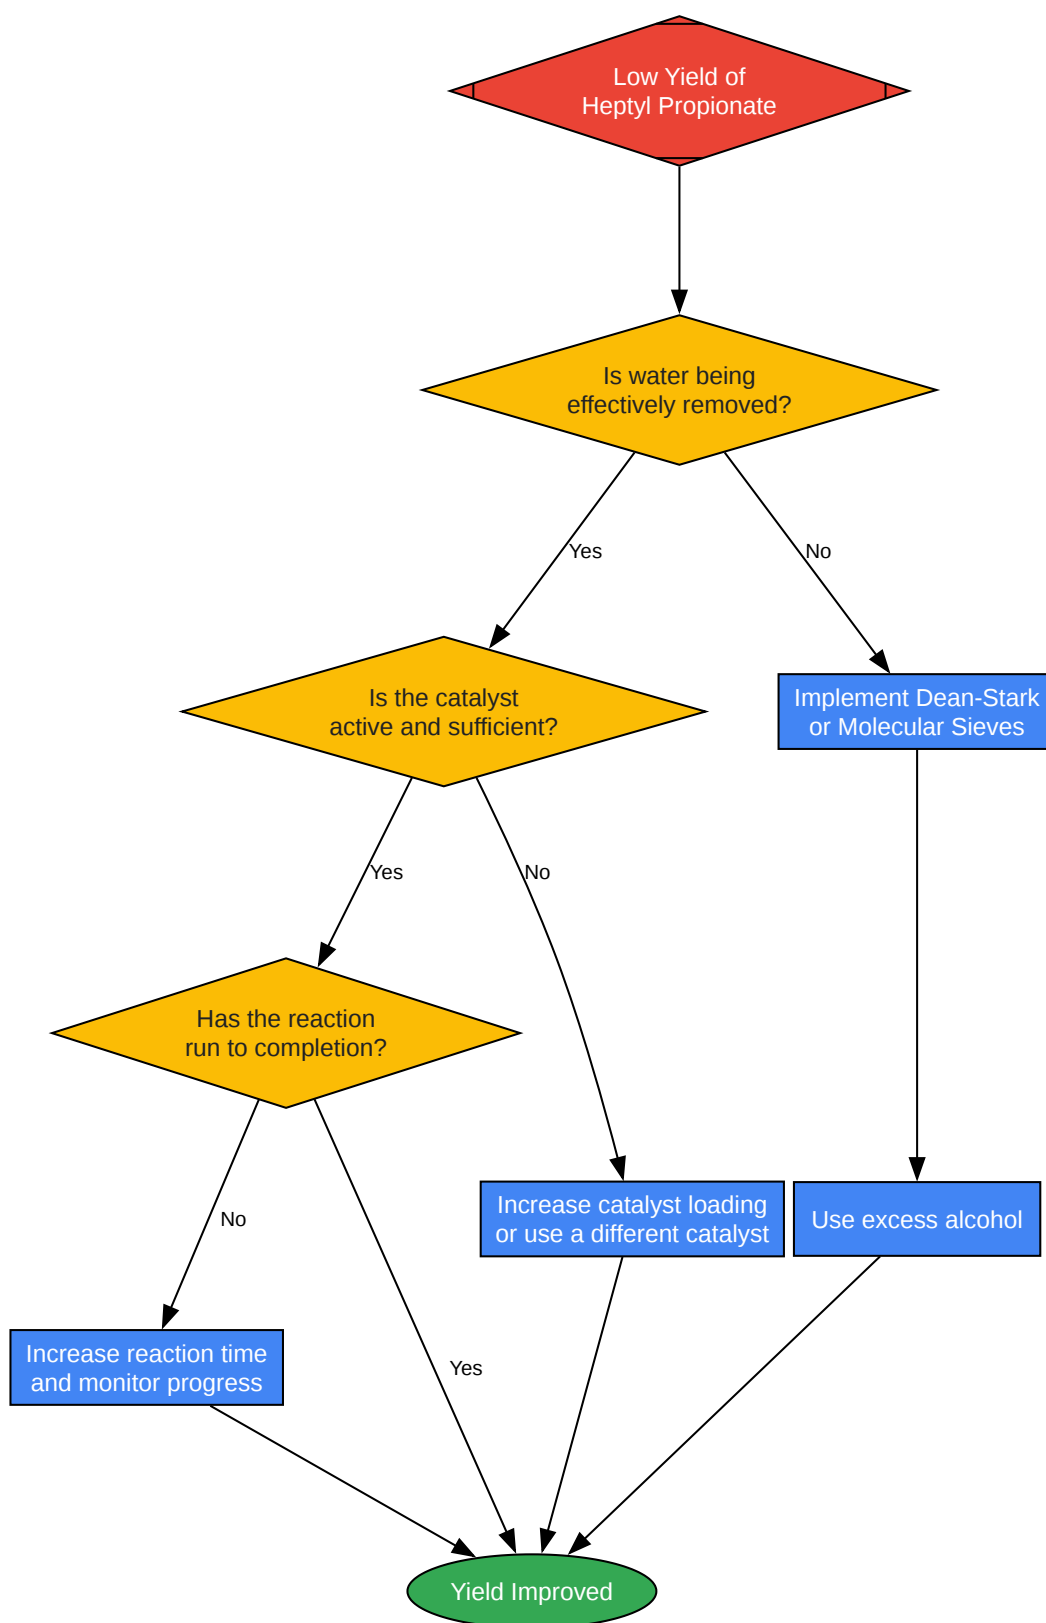 Low Yield of
Heptyl Propionate
Is water being
effectively removed?
Yes
No
Is the catalyst
active and sufficient?
Implement Dean-Stark
or Molecular Sieves
Yes
No
Has the reaction
run to completion?
No
Increase catalyst loading
or use a different catalyst
Use excess alcohol
Increase reaction time
and monitor progress
Yes
Yield Improved